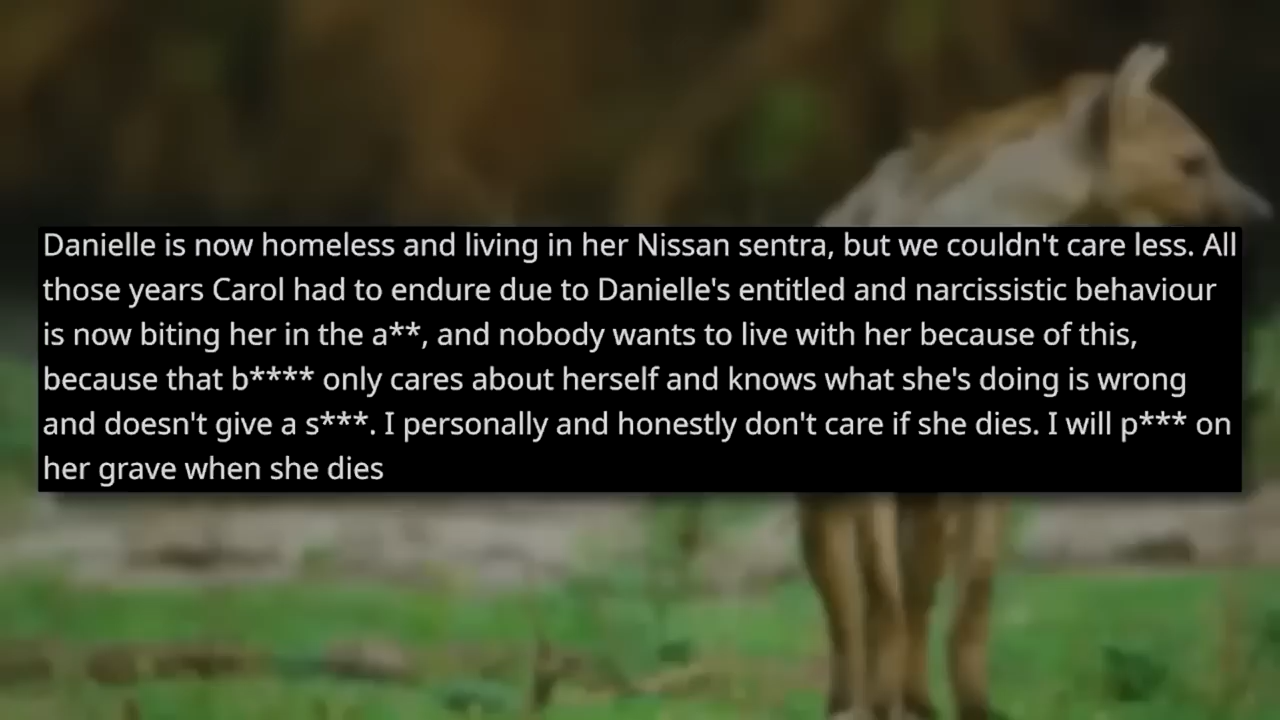 Danielle is now homeless and living in her Nissan sentra, but we couldn't care less. All
those years Carol had to endure due to Danielle's entitled and narcissistic behaviour
is now biting her in the a**, and nobody wants to live with her because of this,
because that b**** only cares about herself and knows what she's doing is wrong
and doesn't give a s***. I personally and honestly don't care if she dies. I will p*** on
her grave when she dies